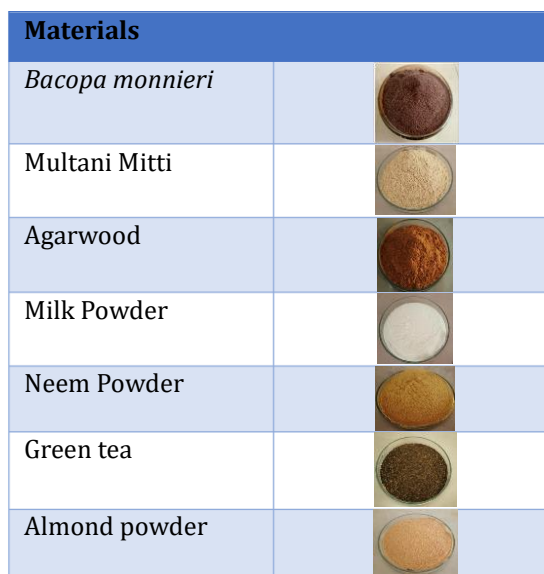 Materials
Bacopa monnieri
Multani Mitti
Agarwood
Milk Powder
Neem Powder
Green tea
Almond powder